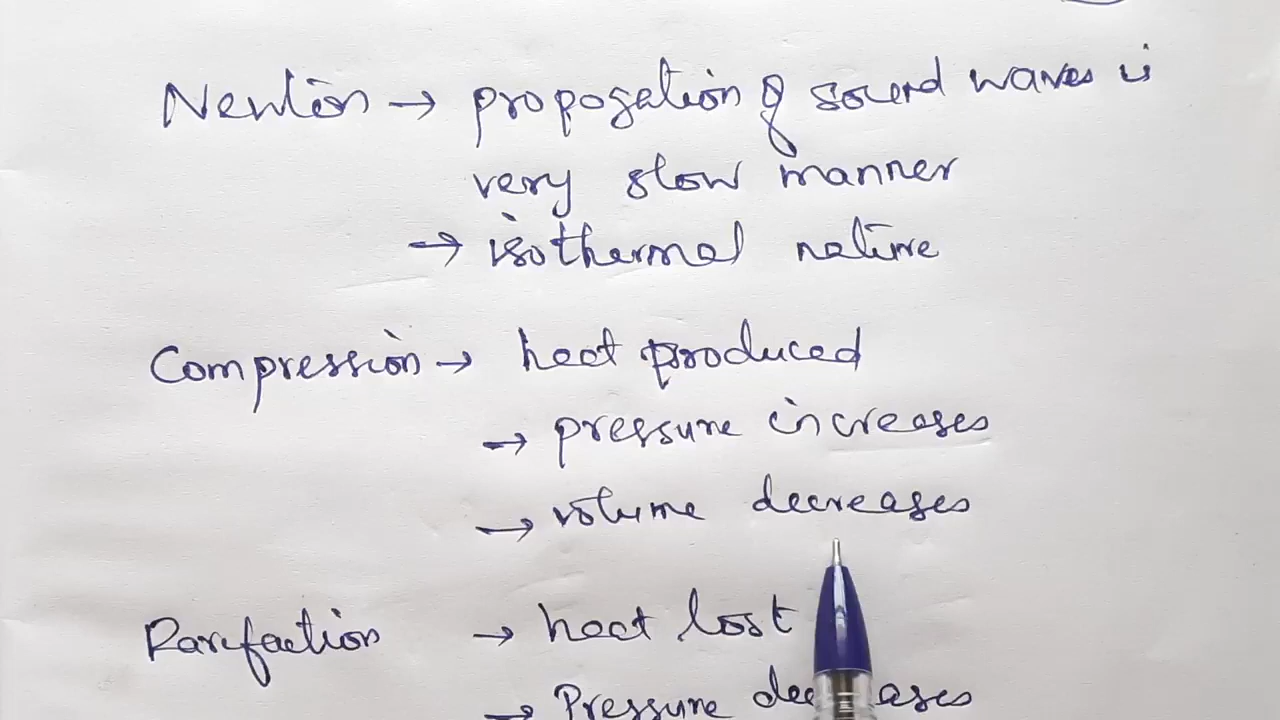 Newton → propogation of sound waves is
very slow manner
→ isothermal nature
Compression → heat produced
→ pressure increases
→ volume decreases
Rarefaction → heat lost
→ Pressure decreases